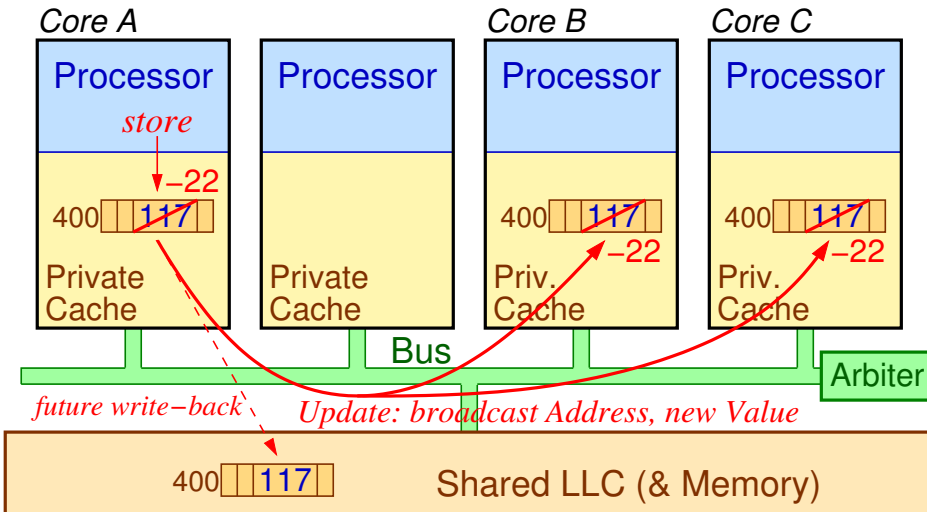 Core A
Core B
Core C
Processor
Processor
Processor
Processor
store
−22
400 117
400 117
−22
400 117
−22
Private
Cache
Private
Cache
Priv.
Cache
Priv.
Cache
Bus
Arbiter
future write−back
Update: broadcast Address, new Value
400 117
Shared LLC (& Memory)